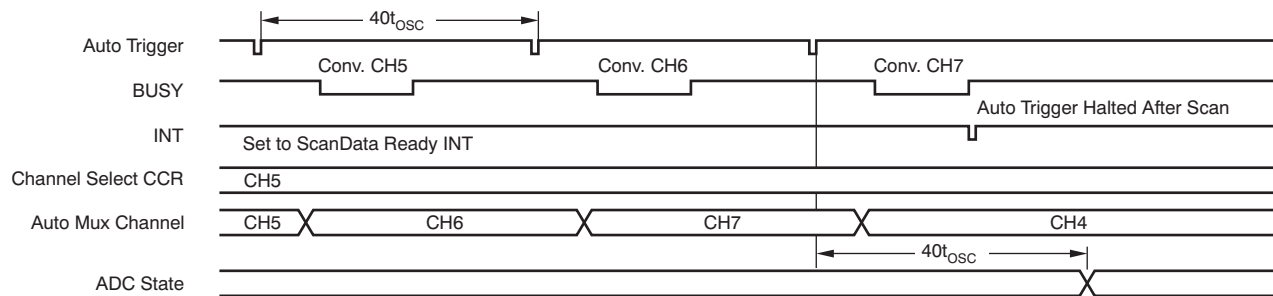 40tOSC
Auto Trigger
Conv. CH5 Conv. CH6 Conv. CH7
BUSY
Auto Trigger Halted After Scan
INT
Set to ScanData Ready INT
Channel Select CCR CH5
Auto Mux Channel CH5 CH6 CH7 CH4
40tOSC
ADC State